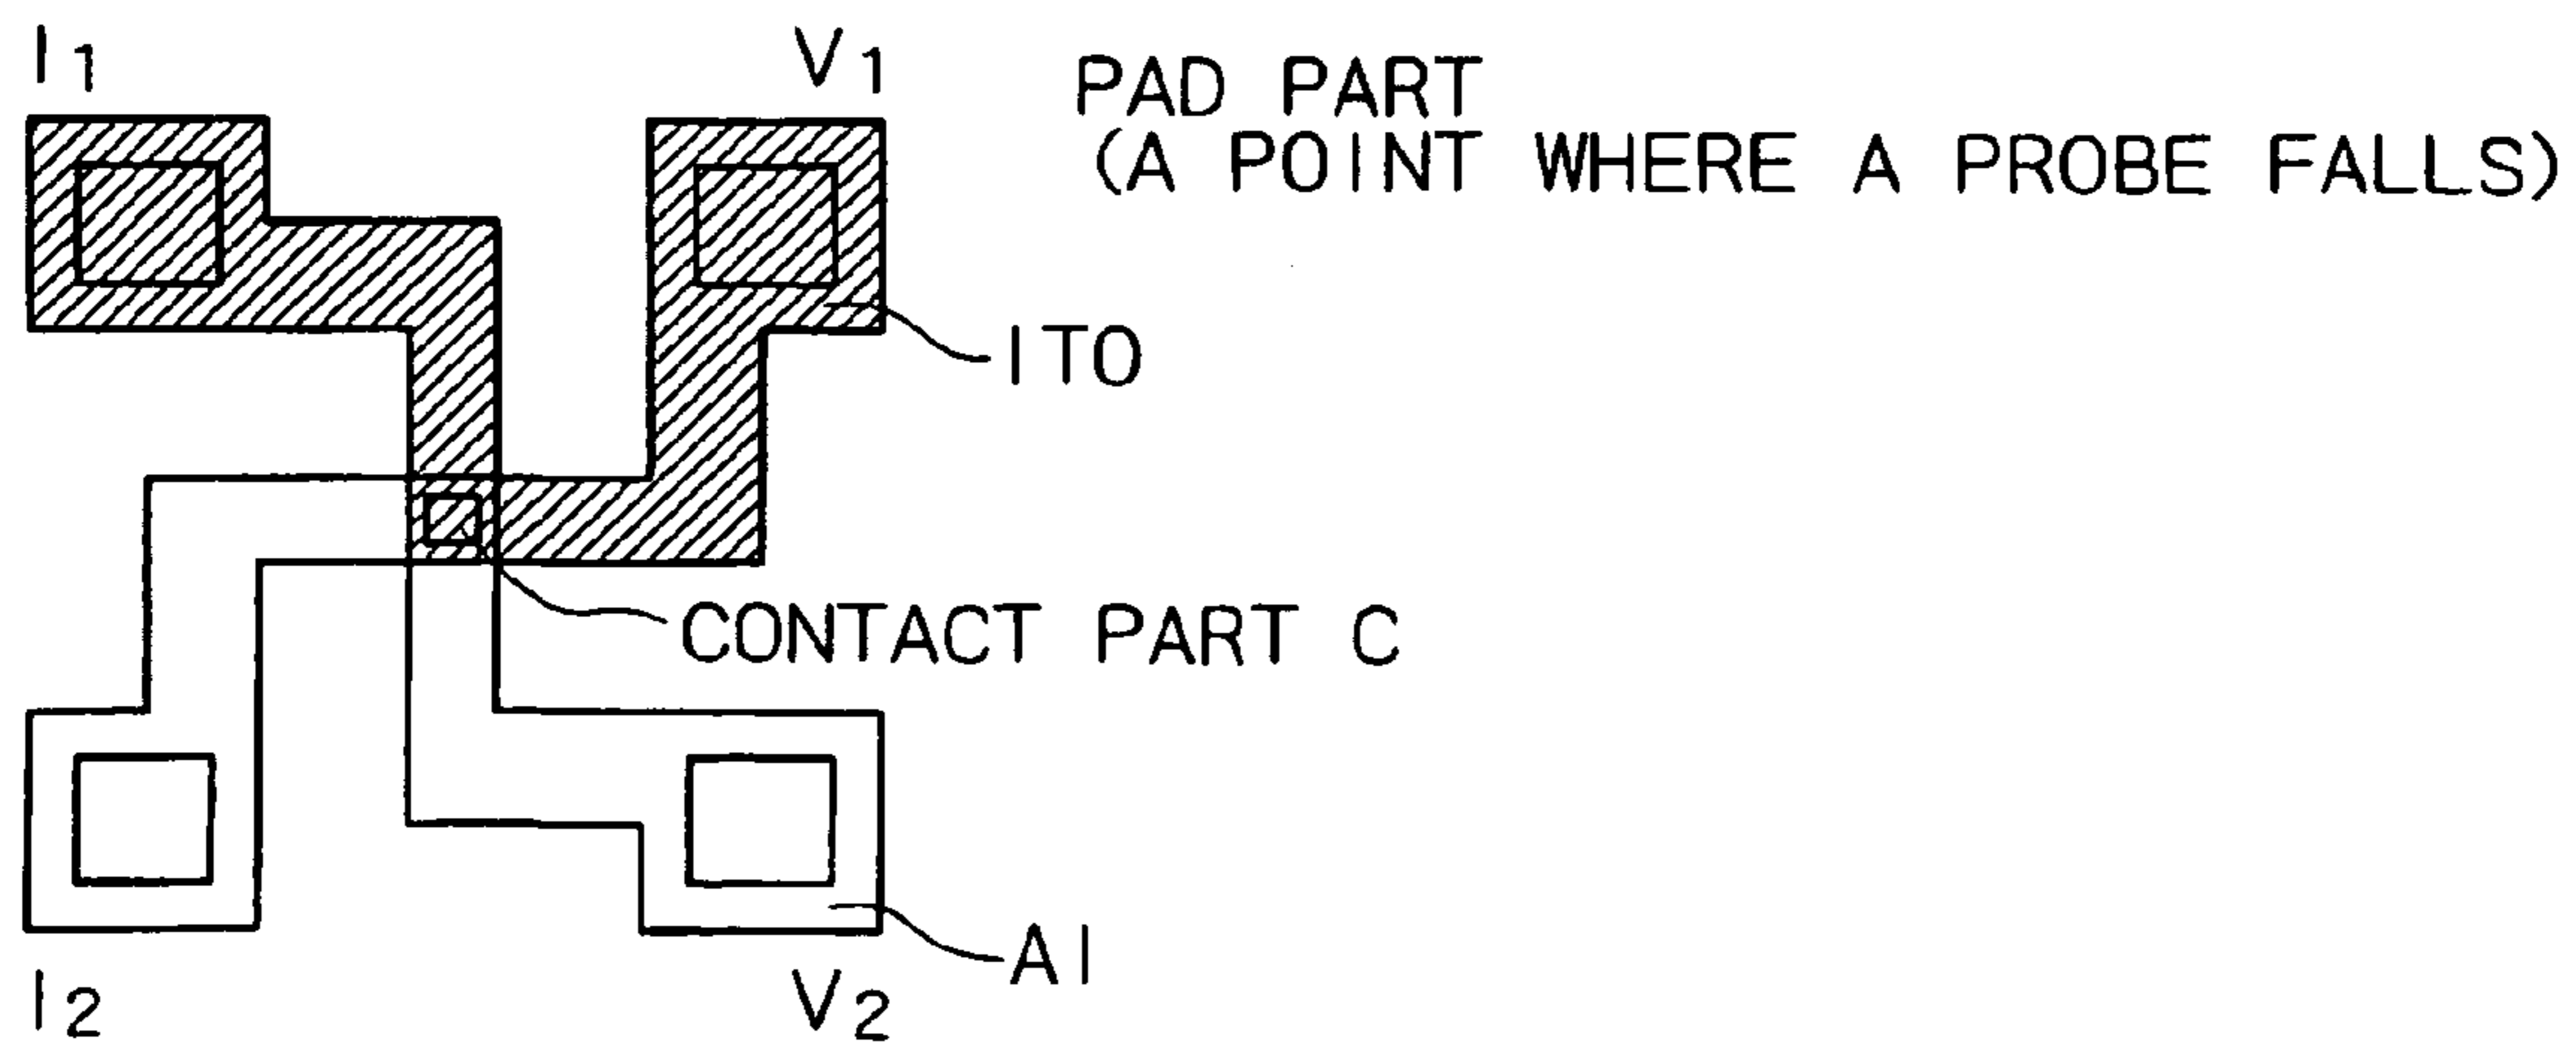 I1
V1
PAD PART
(A POINT WHERE A PROBE FALLS)
ITO
CONTACT PART C
Al
I2
V2